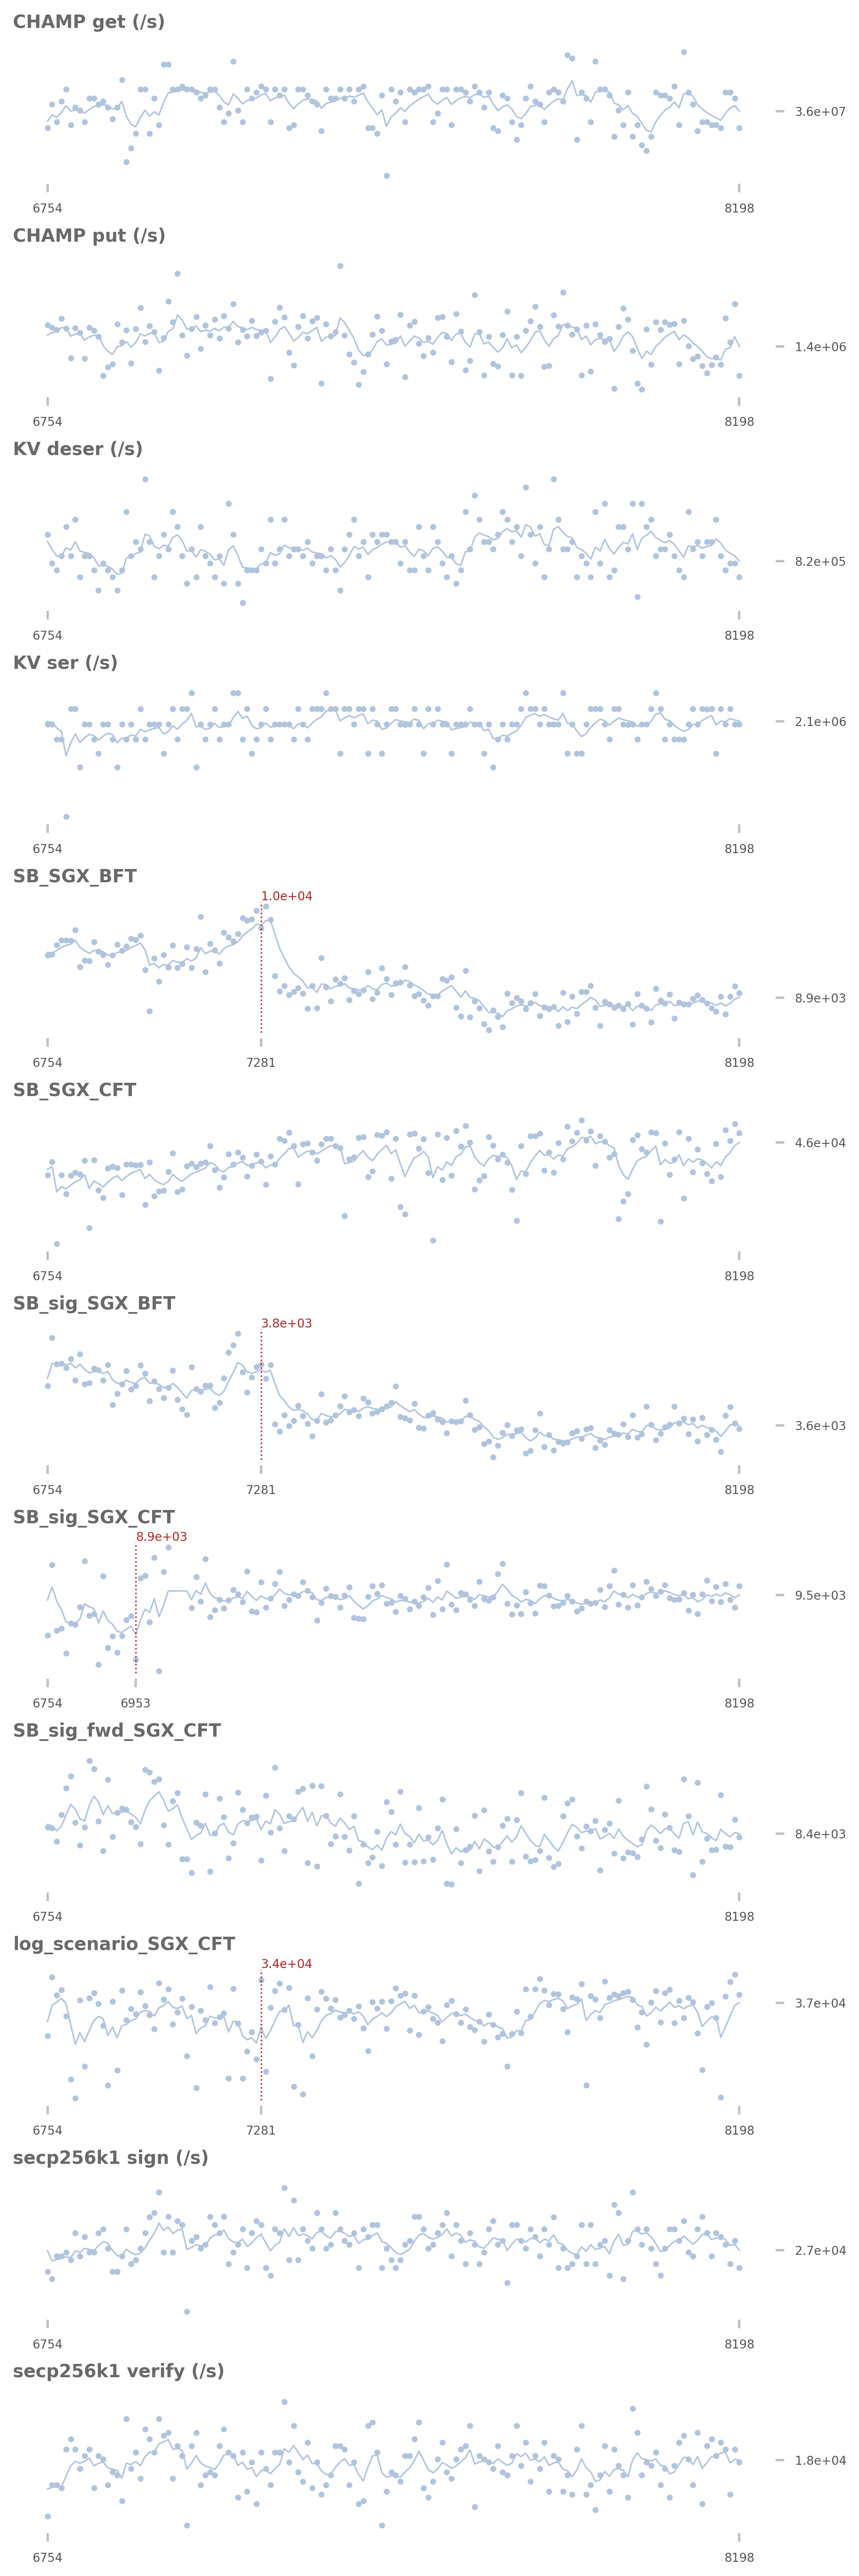 CHAMP get (/s)
3.6e+07
6754 8198
CHAMP put (/s)
1.4e+06
6754 8198
KV deser (/s)
8.2e+05
6754 8198
KV ser (/s)
2.1e+06
6754 8198
SB_SGX_BFT
1.0e+04
8.9e+03
6754 7281 8198
SB_SGX_CFT
4.6e+04
6754 8198
SB_sig_SGX_BFT
3.8e+03
3.6e+03
6754 7281 8198
SB_sig_SGX_CFT
8.9e+03
9.5e+03
6754 6953 8198
SB_sig_fwd_SGX_CFT
8.4e+03
6754 8198
log_scenario_SGX_CFT
3.4e+04
3.7e+04
6754 7281 8198
secp256k1 sign (/s)
2.7e+04
6754 8198
secp256k1 verify (/s)
1.8e+04
6754 8198